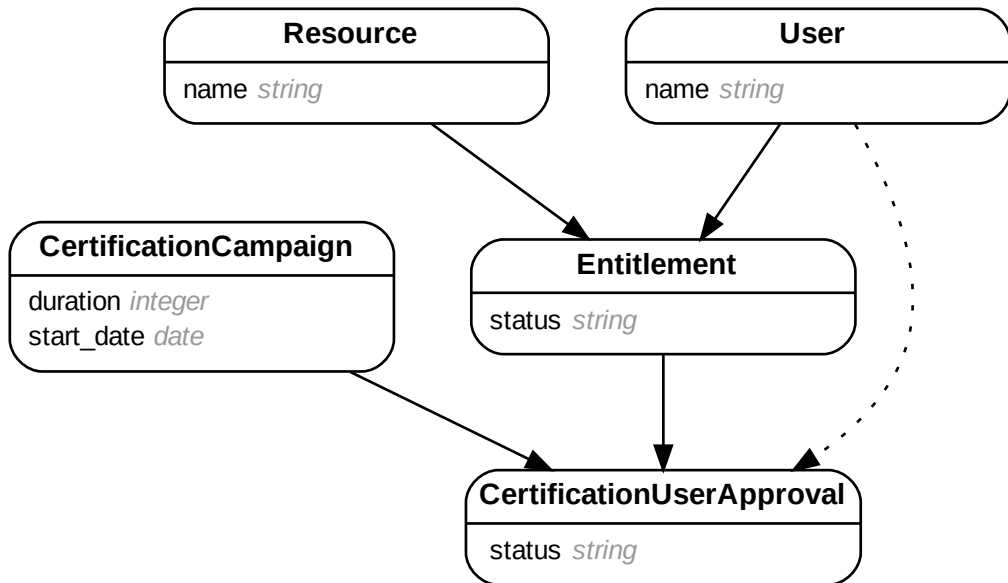 Resource
name string
User
name string
CertificationCampaign
duration integer
start_date date
Entitlement
status string
CertificationUserApproval
status string